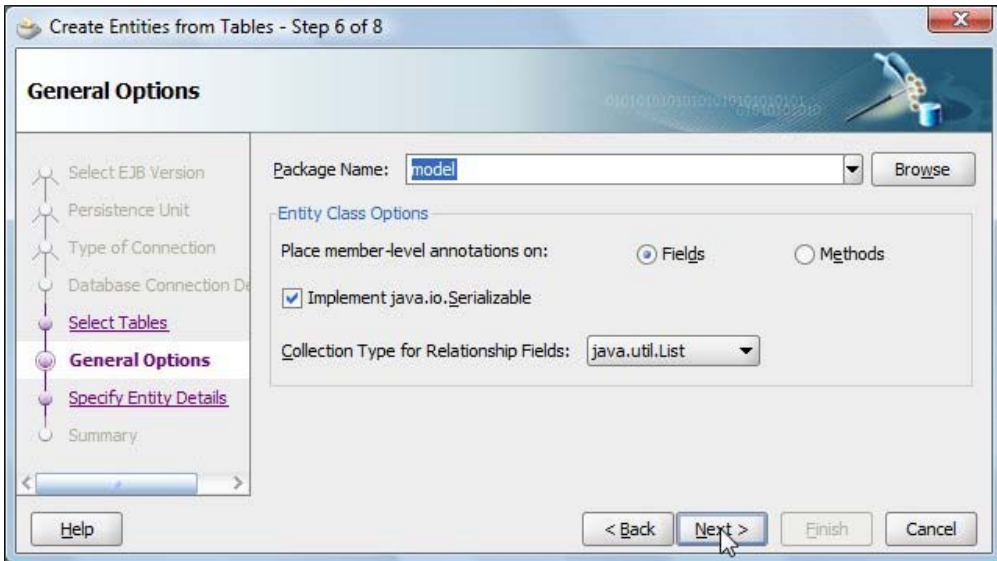 Create Entities from Tables - Step 6 of 8
General Options
Select EJB Version
Persistence Unit
Type of Connection
Database Connection De
Select Tables
General Options
Specify Entity Details
Summary
Package Name: model Browse
Entity Class Options
Place member-level annotations on: Fields Methods
Implement java.io.Serializable
Collection Type for Relationship Fields: java.util.List
Help < Back Next > Finish Cancel